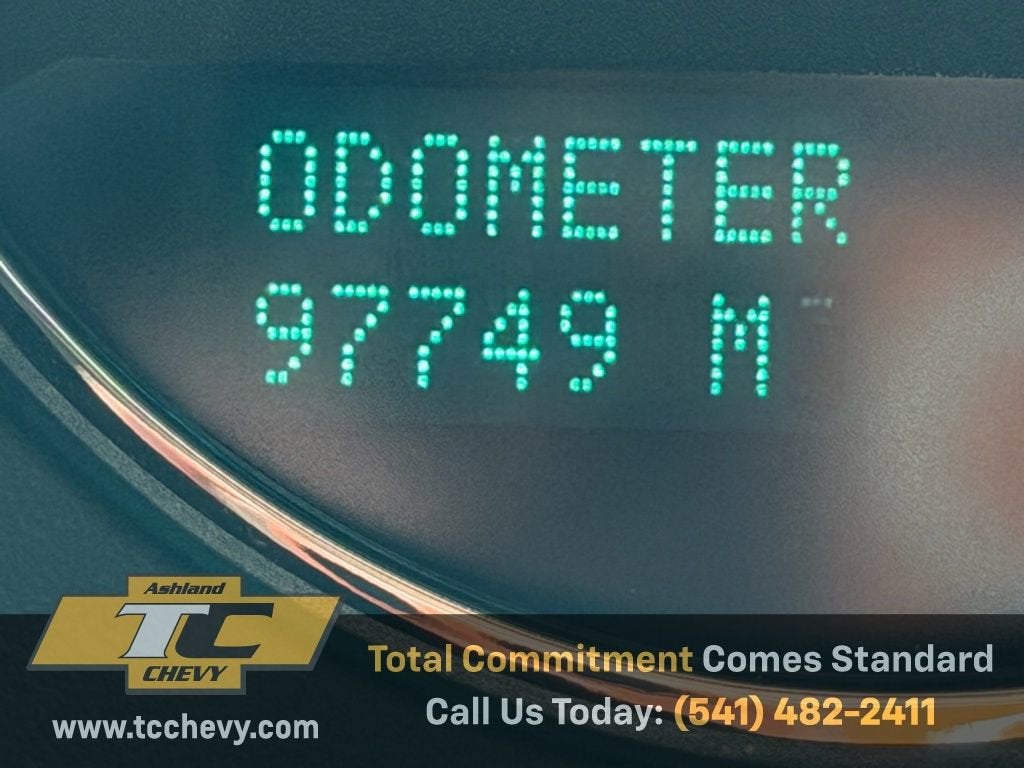 ODOMETER
97749 M
Ashland
TC
CHEVY
www.tcchevy.com
Total Commitment Comes Standard
Call Us Today: (541) 482-2411